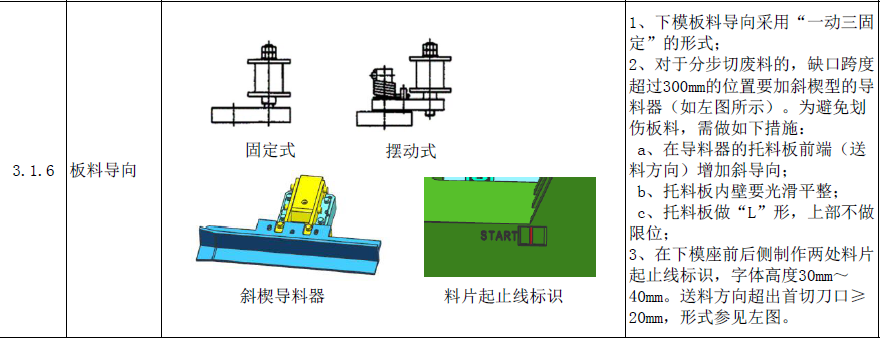 3.1.6
板料导向
固定式
摆动式
START
斜楔导料器
料片起止线标识
1、下模板料导向采用“一动三固
定”的形式；
2、对于分步切废料的，缺口跨度
超过300mm的位置要加斜楔型的导
料器（如左图所示）。为避免划
伤板料，需做如下措施：
a、在导料器的托料板前端（送
料方向）增加斜导向；
b、托料板内壁要光滑平整；
c、托料板做“L”形，上部不做
限位；
3、在下模座前后侧制作两处料片
起止线标识，字体高度30mm～
40mm。送料方向超出首切刀口≥
20mm，形式参见左图。